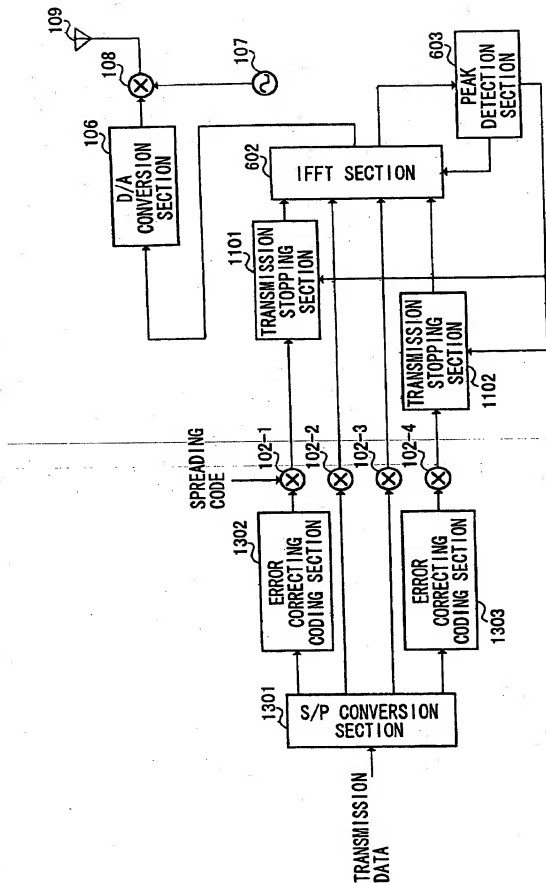 TRANSMISSION
DATA
1301
S/P CONVERSION
SECTION
1302
ERROR
CORRECTING
CODING SECTION
ERROR
CORRECTING
CODING SECTION
1303
SPREADING
CODE
102-1
102-2
102-3
102-4
1101
TRANSMISSION
STOPPING
SECTION
TRANSMISSION
STOPPING
SECTION
1102
602
IFFT SECTION
603
PEAK
DETECTION
SECTION
106
D/A
CONVERSION
SECTION
108
109
107